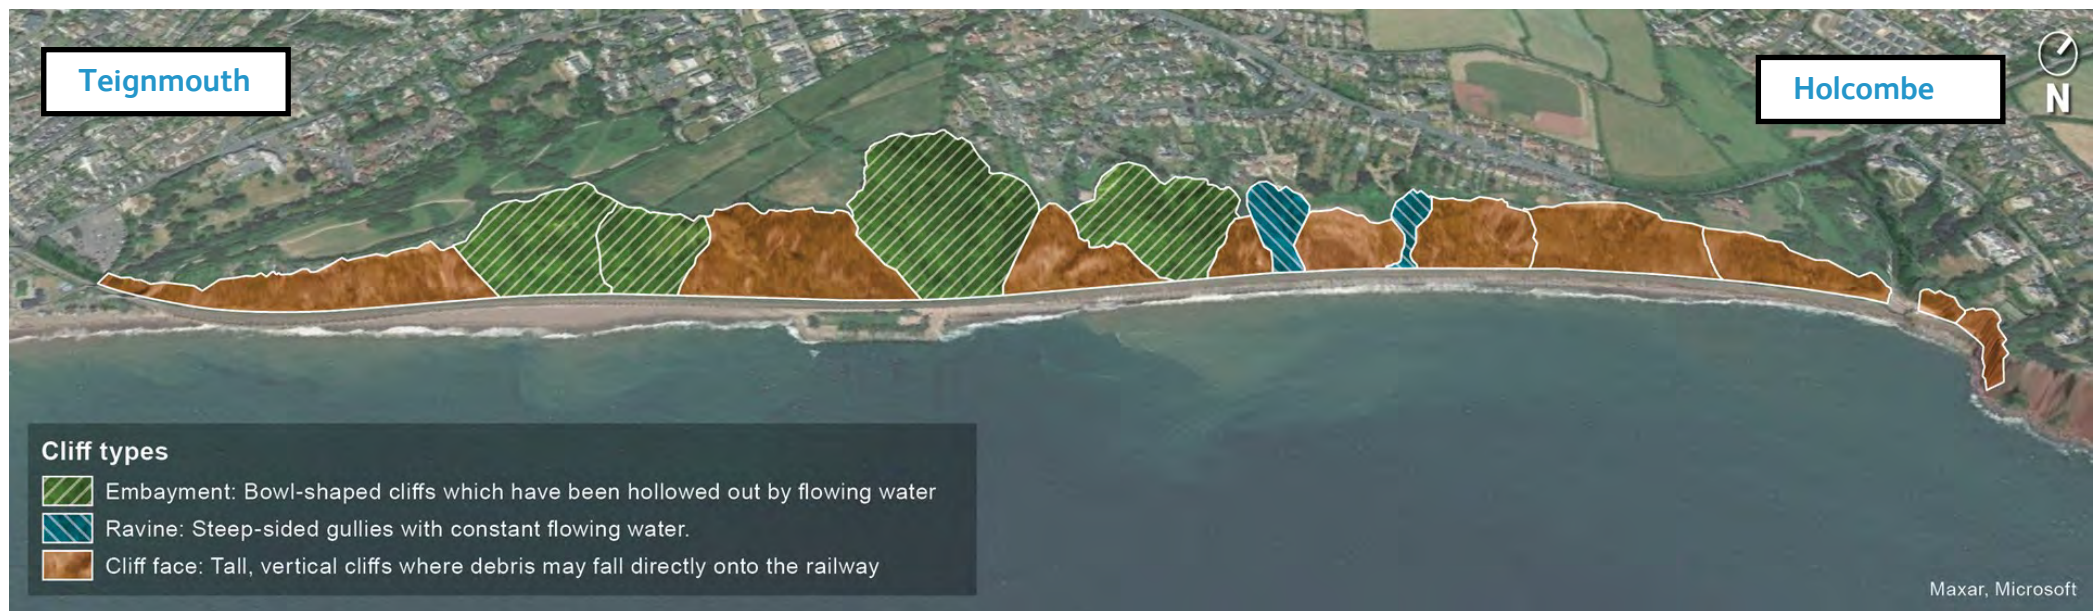 Teignmouth
Holcombe
N
Cliff types
Embayment: Bowl-shaped cliffs which have been hollowed out by flowing water
Ravine: Steep-sided gullies with constant flowing water.
Cliff face: Tall, vertical cliffs where debris may fall directly onto the railway
Maxar, Microsoft